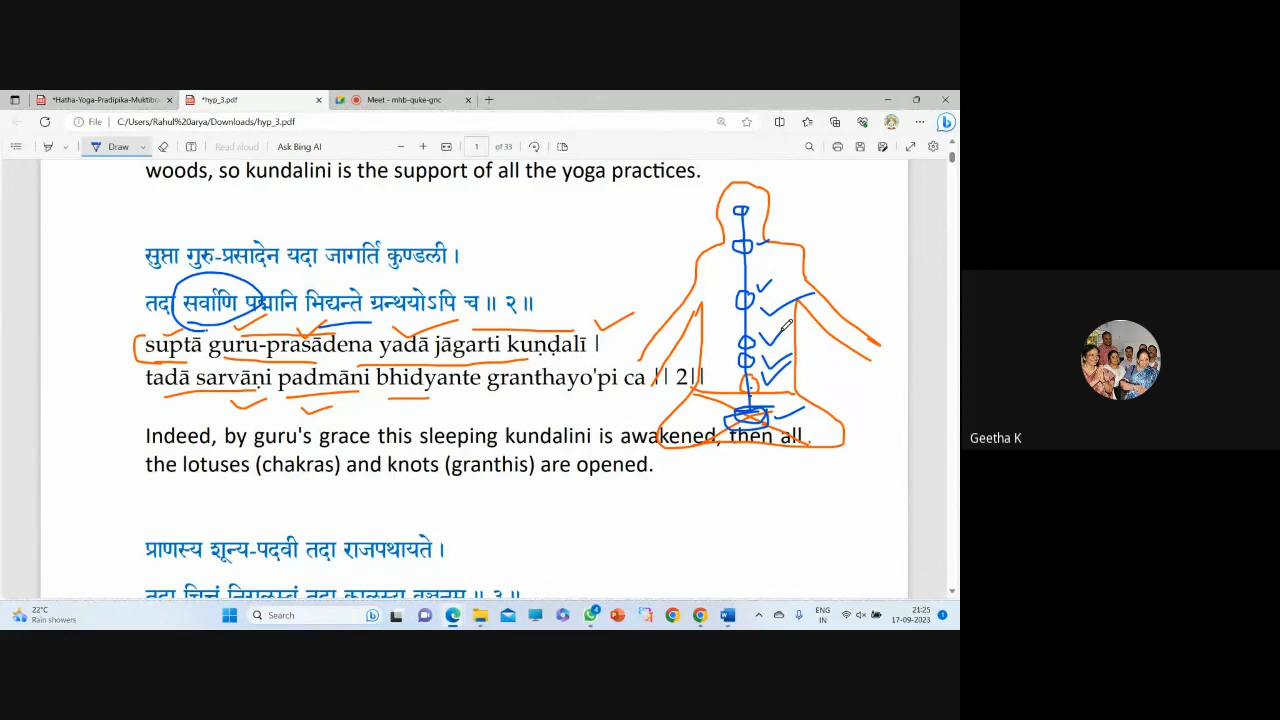 *Hatha-Yoga-Pradipika-Muktibo
*hyp_3.pdf
Meet - mhb-quke-gnc
File
C:/Users/Rahul%20arya/Downloads/hyp_3.pdf
Draw
Read aloud
Ask Bing AI
1 of 33
woods, so kundalini is the support of all the yoga practices.
सुप्ता गुरु-प्रसादेन यदा जागर्ति कुण्डली ।
तदा सर्वाणि पद्मानि भिद्यन्ते ग्रन्थयोऽपि च ॥ २॥
suptā guru-prasādena yadā jāgarti kuṇḍalī |
tadā sarvāṇi padmāni bhidyante granthayo'pi ca || 2||
Indeed, by guru's grace this sleeping kundalini is awakened, then all
the lotuses (chakras) and knots (granthis) are opened.
प्राणस्य शून्य-पदवी तदा राजपथायते ।
Geetha K
22°C
Rain showers
Search
4
ENG
IN
21:25
17-09-2023
1